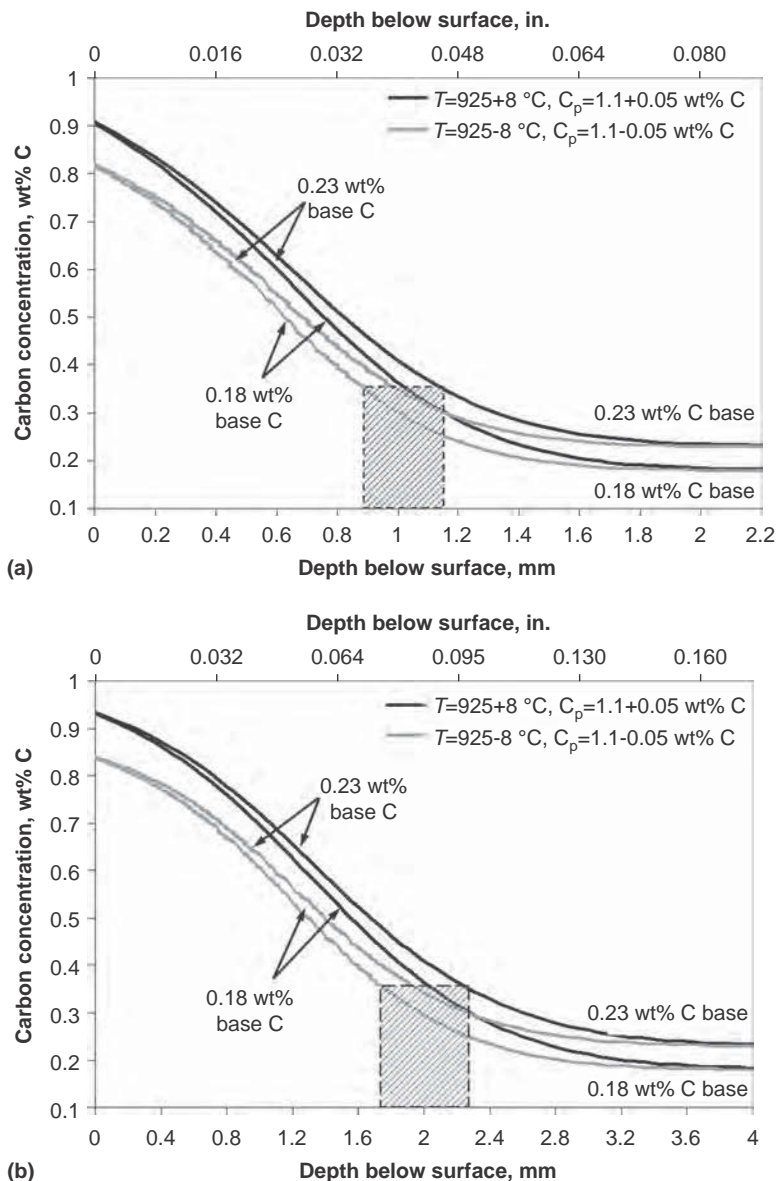 Depth below surface, in.
0 0.016 0.032 0.048 0.064 0.080
1
0.9
0.8
0.7
0.6
0.5
0.4
0.3
0.2
0.1
Carbon concentration, wt% C
T=925+8 °C, Cp=1.1+0.05 wt% C
T=925-8 °C, Cp=1.1-0.05 wt% C
0.23 wt%
base C
0.18 wt%
base C
0.23 wt% C base
0.18 wt% C base
0 0.2 0.4 0.6 0.8 1 1.2 1.4 1.6 1.8 2 2.2
(a)
Depth below surface, mm
Depth below surface, in.
0 0.032 0.064 0.095 0.130 0.160
1
0.9
0.8
0.7
0.6
0.5
0.4
0.3
0.2
0.1
Carbon concentration, wt% C
T=925+8 °C, Cp=1.1+0.05 wt% C
T=925-8 °C, Cp=1.1-0.05 wt% C
0.23 wt%
base C
0.18 wt%
base C
0.23 wt% C base
0.18 wt% C base
0 0.4 0.8 1.2 1.6 2 2.4 2.8 3.2 3.6 4
(b)
Depth below surface, mm